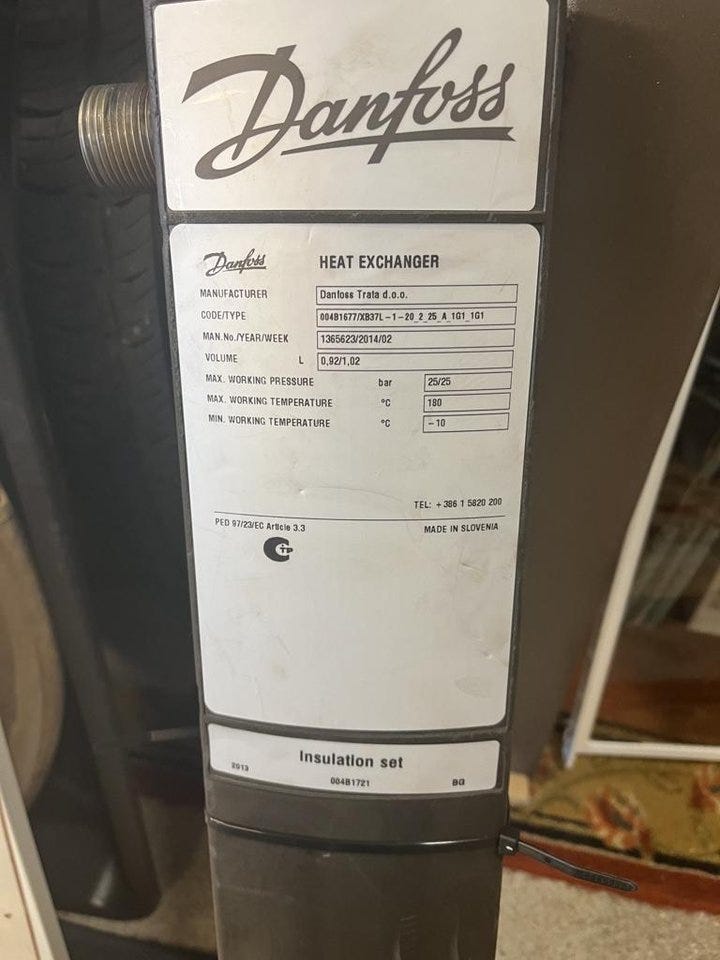 Danfoss
Danfoss HEAT EXCHANGER
MANUFACTURER Danfoss Trata d.o.o.
CODE/TYPE 004B1677/XB37L-1-20_2_25_A_1G1_1G1
MAN.No./YEAR/WEEK 1365623/2014/02
VOLUME L 0,92/1,02
MAX. WORKING PRESSURE bar 25/25
MAX. WORKING TEMPERATURE °C 180
MIN. WORKING TEMPERATURE °C -10
TEL: +386 1 5820 200
PED 97/23/EC Article 3.3 MADE IN SLOVENIA
Insulation set
2013 004B1721 BG